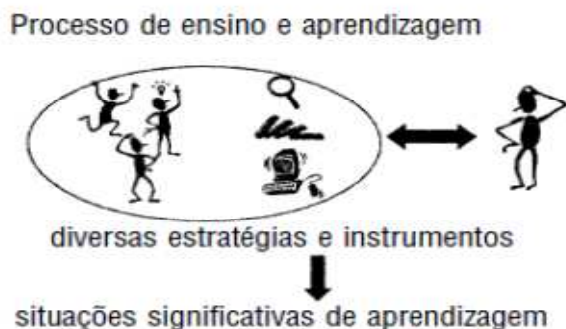 Processo de ensino e aprendizagem
diversas estratégias e instrumentos
situações significativas de aprendizagem